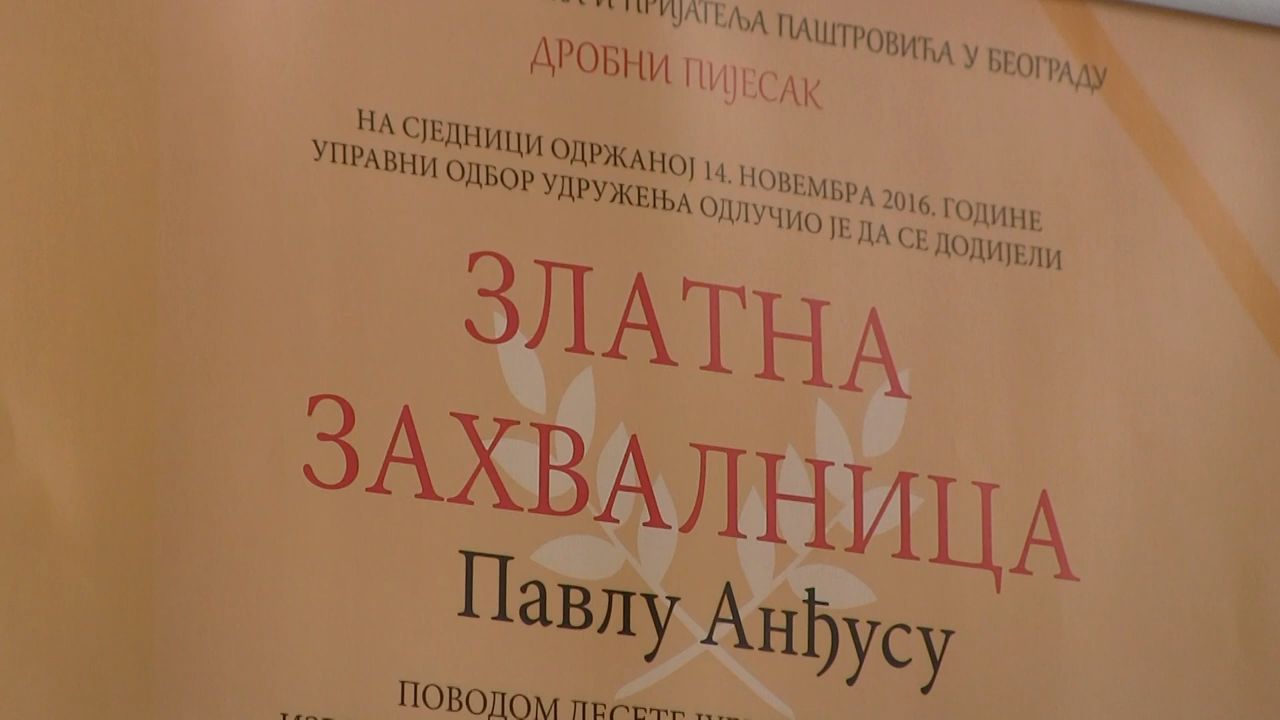 И ПРИЈАТЕЉА ПАШТРОВИЋА У БЕОГРАДУ
ДРОБНИ ПИЈЕСАК
НА СЈЕДНИЦИ ОДРЖАНОЈ 14. НОВЕМБРА 2016. ГОДИНЕ
УПРАВНИ ОДБОР УДРУЖЕЊА ОДЛУЧИО ЈЕ ДА СЕ ДОДИЈЕЛИ
ЗЛАТНА
ЗАХВАЛНИЦА
Павлу Анђусу
ПОВОДОМ ДЕСЕТЕ